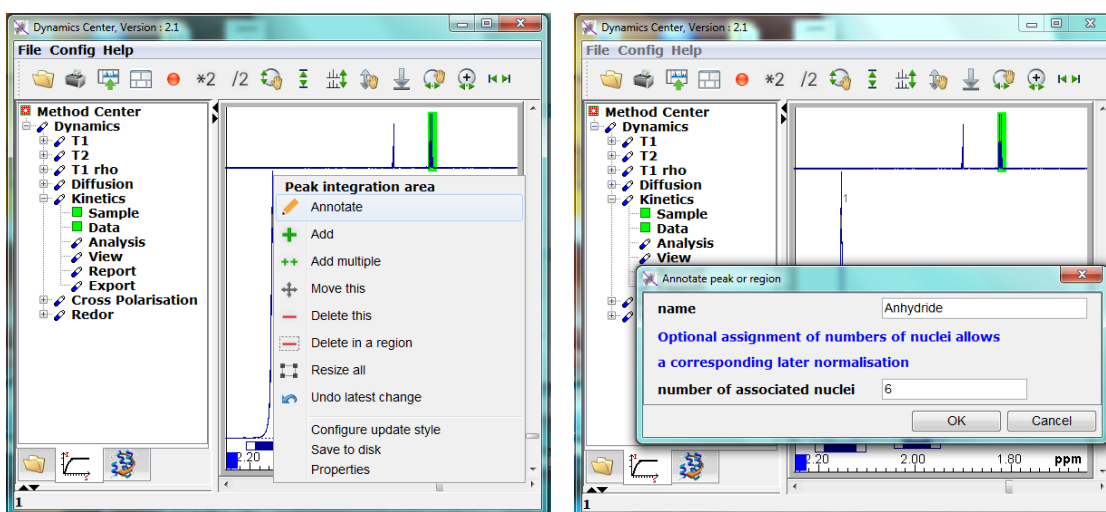 Dynamics Center, Version : 2.1
File Config Help
*2 /2
Method Center
Dynamics
T1
T2
T1 rho
Diffusion
Kinetics
Sample
Data
Analysis
View
Report
Export
Cross Polarisation
Redor
Peak integration area
Annotate
Add
Add multiple
Move this
Delete this
Delete in a region
Resize all
Undo latest change
Configure update style
Save to disk
Properties
2.20
1
Dynamics Center, Version : 2.1
File Config Help
*2 /2
Method Center
Dynamics
T1
T2
T1 rho
Diffusion
Kinetics
Sample
Data
Analysis
View
1
Annotate peak or region
name Anhydride
Optional assignment of numbers of nuclei allows
a corresponding later normalisation
number of associated nuclei 6
OK Cancel
2.20 2.00 1.80 ppm
1